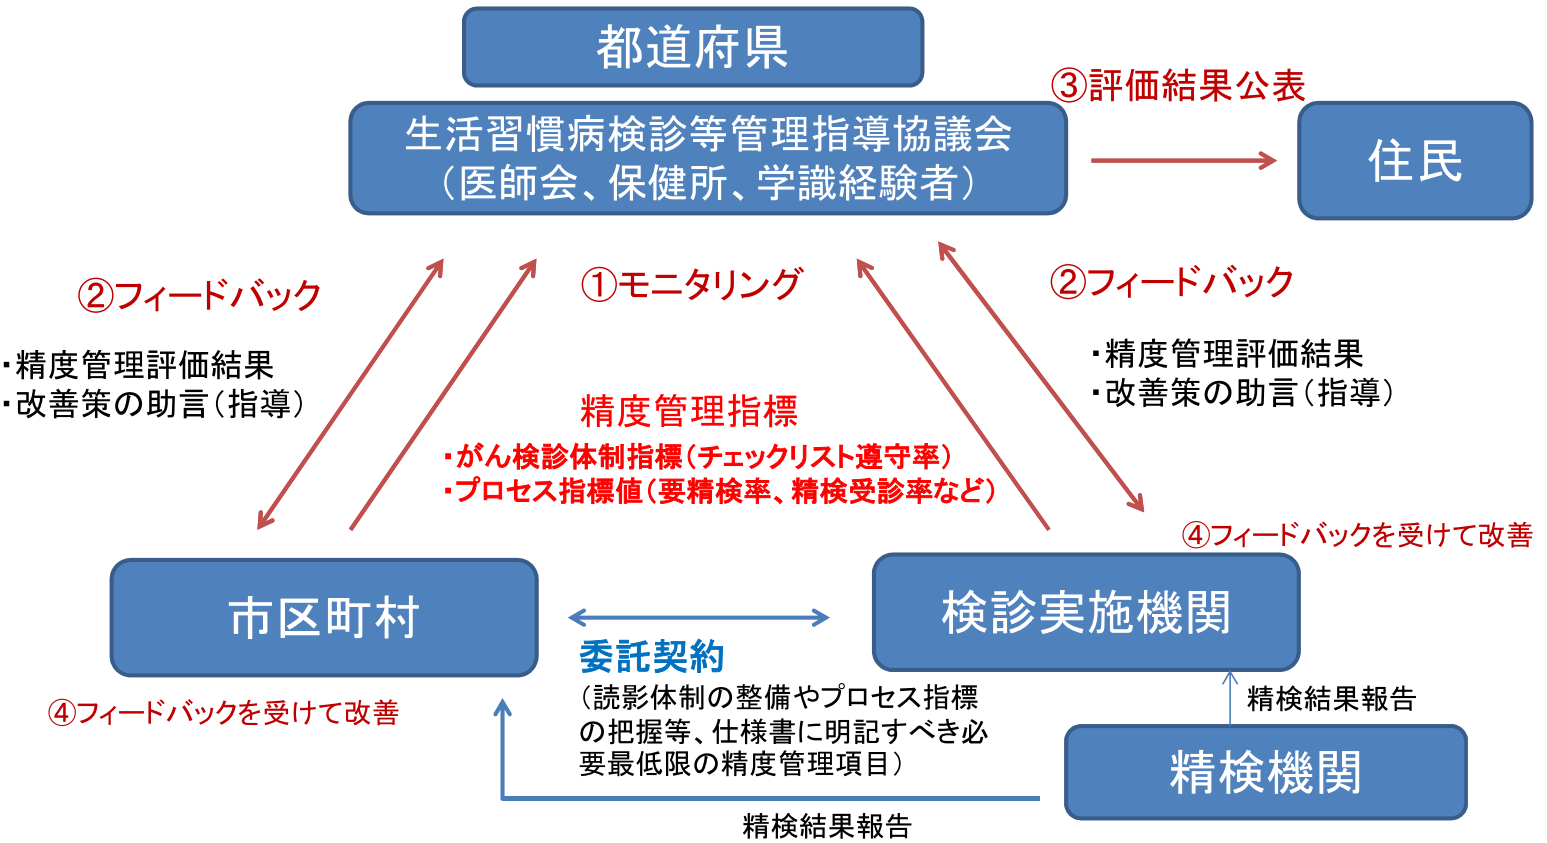 都道府県
生活習慣病検診等管理指導協議会
（医師会、保健所、学識経験者）
③評価結果公表
住民
②フィードバック
・精度管理評価結果
・改善策の助言（指導）
①モニタリング
②フィードバック
・精度管理評価結果
・改善策の助言（指導）
精度管理指標
・がん検診体制指標（チェックリスト遵守率）
・プロセス指標値（要精検率、精検受診率など）
④フィードバックを受けて改善
市区町村
検診実施機関
委託契約
（読影体制の整備やプロセス指標
の把握等、仕様書に明記すべき必
要最低限の精度管理項目）
④フィードバックを受けて改善
精検結果報告
精検機関
精検結果報告